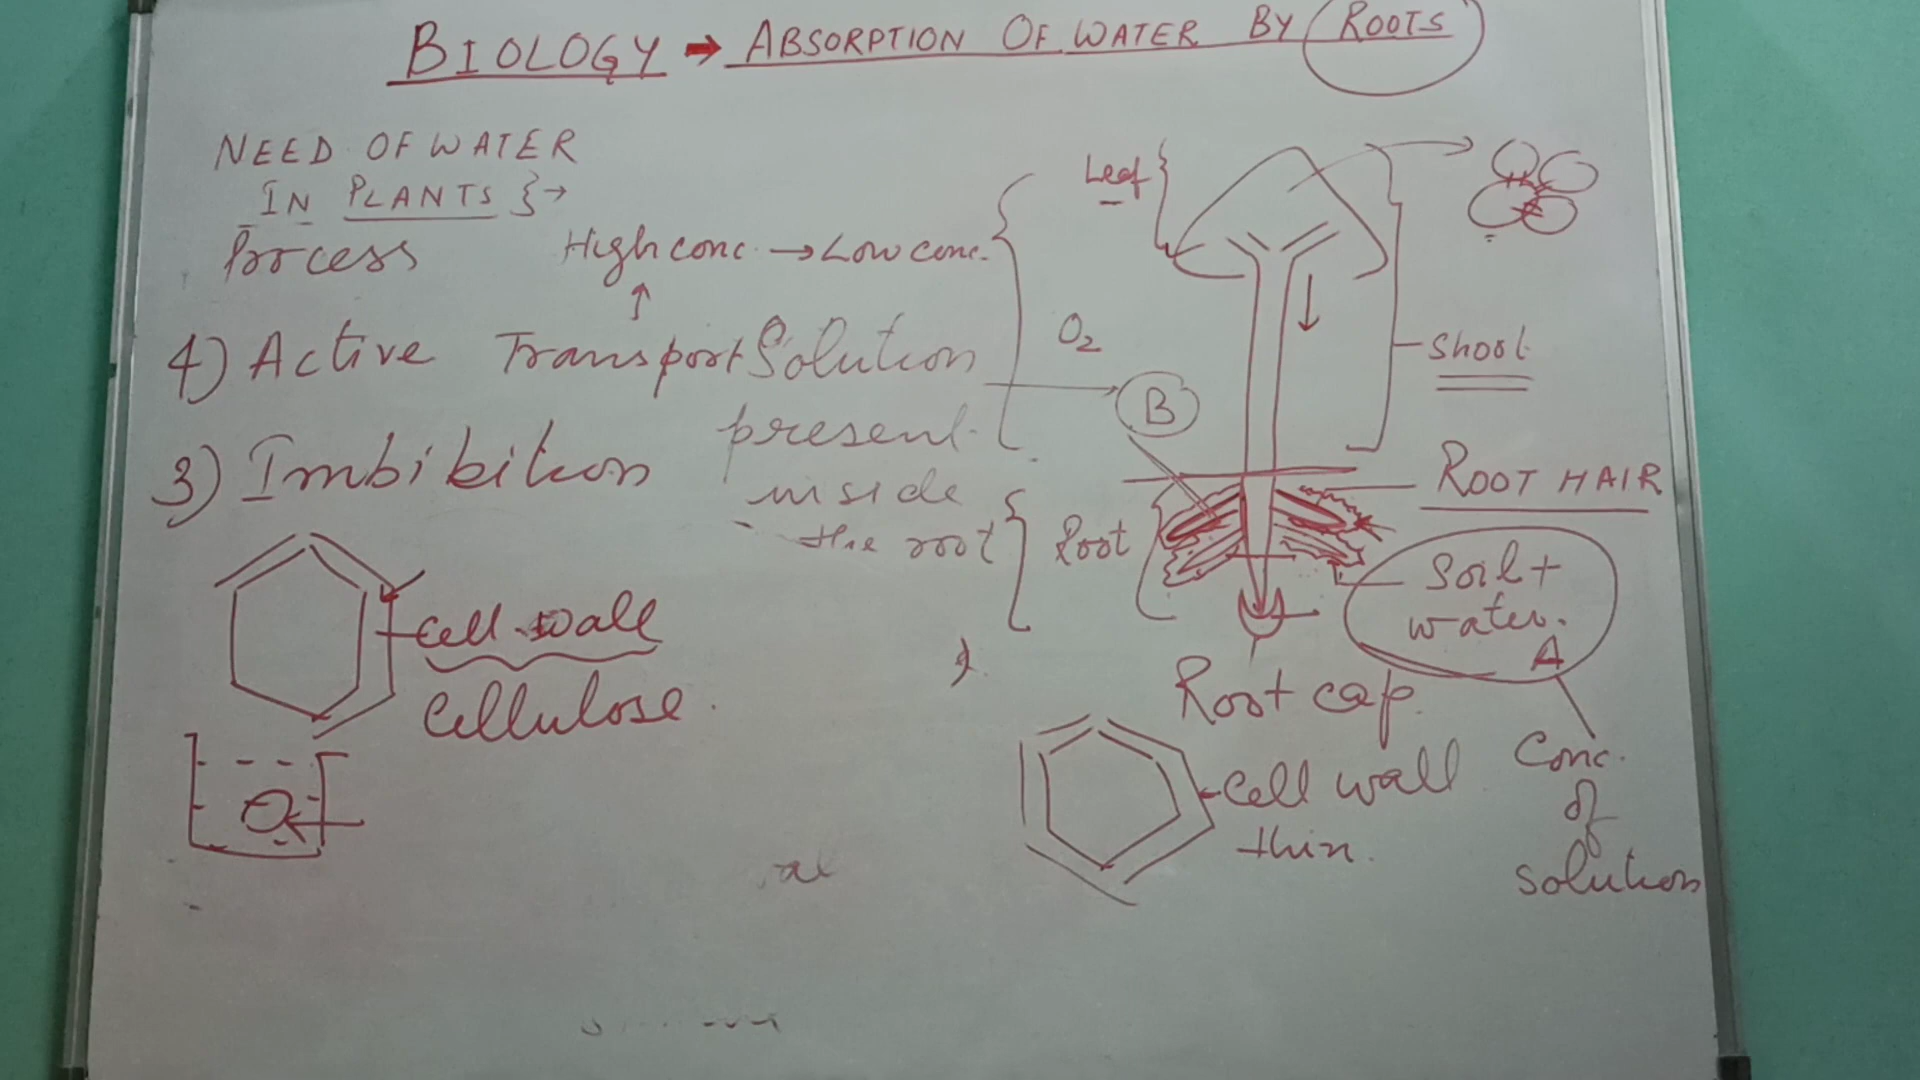 BIOLOGY → ABSORPTION OF WATER BY ROOTS
NEED OF WATER
IN PLANTS } →
Process
High conc. → Low conc.
↑
4) Active Transport
3) Imbibition
Solution
present
inside
the root
Cell wall
Cellulose.
Leaf
O2
B
Shoot
ROOT HAIR
Root
Soil +
water.
A
Root cap
Cell wall
thin.
Conc.
of
solution